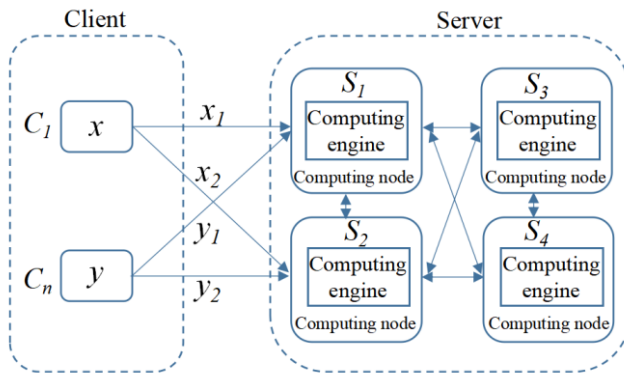 Client
Server
C1
x
x1
x2
y1
y2
Cn
y
S1
Computing
engine
Computing node
S2
Computing
engine
Computing node
S3
Computing
engine
Computing node
S4
Computing
engine
Computing node